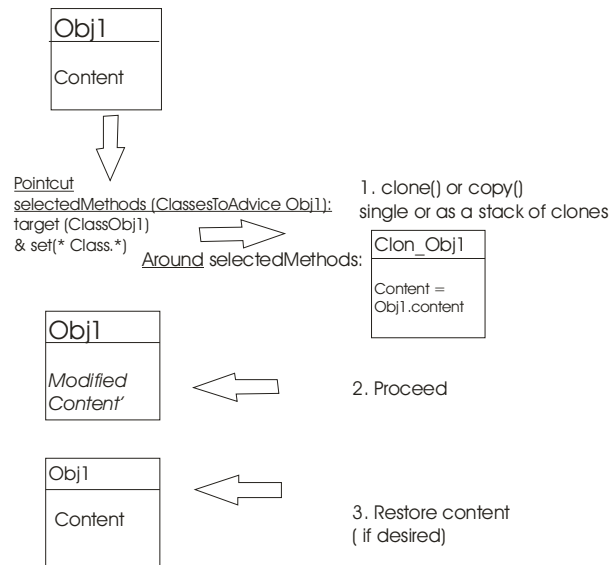 Obj1
Content
Pointcut
selectedMethods (ClassesToAdvice Obj1):
target (ClassObj1)
& set(* Class.*)
Around selectedMethods:
1. clone() or copy()
single or as a stack of clones
Clon_Obj1
Content =
Obj1.content
Obj1
Modified
Content'
2. Proceed
Obj1
Content
3. Restore content
( if desired)